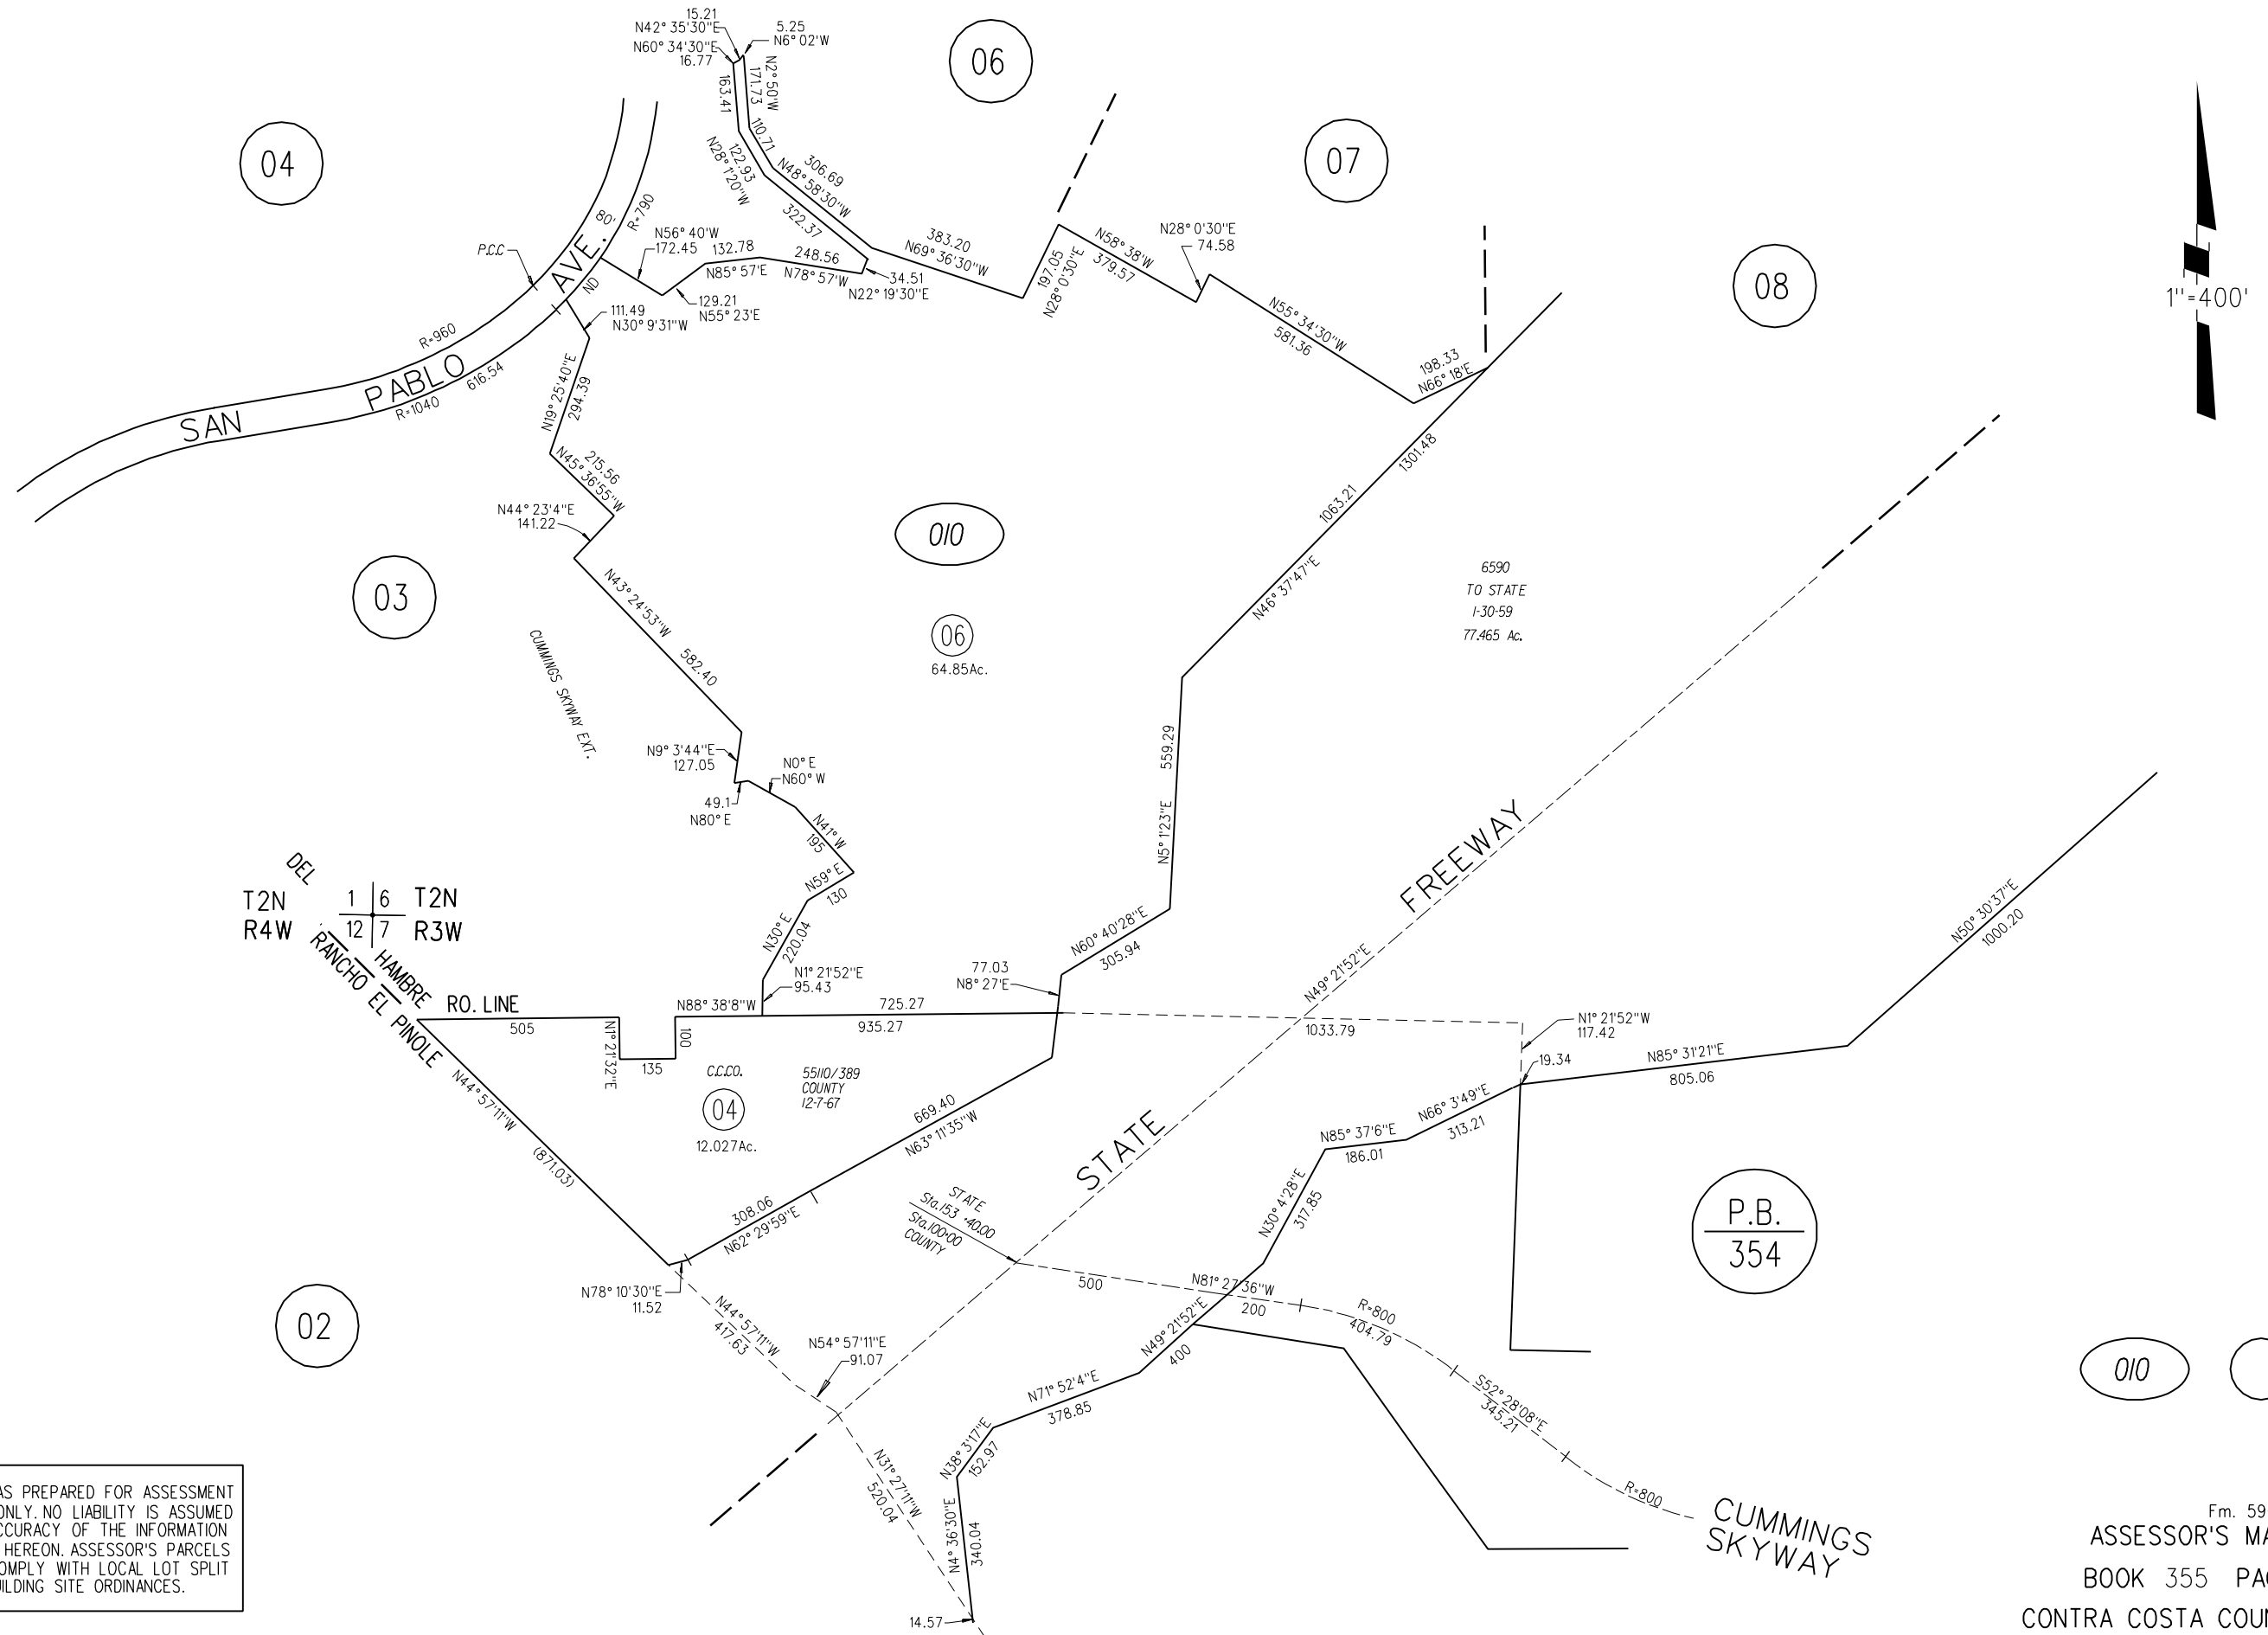 15.21
N42° 35'30"E
N60° 34'30"E
16.77
5.25
N6° 02'W
N2° 50'W
171.73
163.41
110.71
122.93
N28° 1'20"W
306.69
N48° 58'30"W
322.37
06
04
07
08
1"=400'
80'
R=790
P.C.C
SAN PABLO AVE.
ND
N56° 40'W
172.45
132.78
N85° 57'E
248.56
N78° 57'W
34.51
N22° 19'30"E
129.21
N55° 23'E
111.49
N30° 9'31"W
383.20
N69° 36'30"W
197.05
N28° 0'30"E
N58° 38'W
379.57
N28° 0'30"E
74.58
N55° 34'30"W
581.36
198.33
N66° 18'E
R=960
616.54
R=1040
N19° 25'40"E
294.39
215.56
N45° 36'55"W
N44° 23'4"E
141.22
010
1301.48
1063.21
N46° 37'47"E
6590
TO STATE
1-30-59
77.465 Ac.
03
06
64.85Ac.
N43° 24'53"W
582.40
CUMMINGS SKYWAY EXT.
N9° 3'44"E
127.05
N0° E
N60° W
49.1
N80° E
N41° W
195
N59° E
130
N30° E
220.04
N1° 21'52"E
95.43
559.29
N5° 1'23"E
N60° 40'28"E
305.94
77.03
N8° 27'E
STATE FREEWAY
N49° 21'52"E
N50° 30'37"E
1000.20
DEL HAMBRE
T2N 1 6 T2N
R4W 12 7 R3W
RANCHO EL PINOLE
RO. LINE
505
N1° 21'32"E
135
100
N88° 38'8"W
725.27
935.27
1033.79
N1° 21'52"W
117.42
19.34
N85° 31'21"E
805.06
C.C.CO.
04
12.027Ac.
55110/389
COUNTY
12-7-67
N44° 57'11"W
(871.03)
669.40
N63° 11'35"W
308.06
N62° 29'59"E
N78° 10'30"E
11.52
N66° 3'49"E
313.21
N85° 37'6"E
186.01
N30° 4'28"E
317.85
STATE
Sta.153 +40.00
Sta.100+00
COUNTY
500
N81° 27'36"W
200
R=800
404.79
P.B.
354
02
N44° 57'11"W
417.63
N54° 57'11"E
91.07
N49° 21'52"E
400
N71° 52'4"E
378.85
N38° 3'17"E
152.97
N31° 27'11"W
520.04
N4° 36'30"E
340.04
14.57
S52° 28'08"E
345.21
R=800
CUMMINGS
SKYWAY
010
AS PREPARED FOR ASSESSMENT
ONLY. NO LIABILITY IS ASSUMED
CCURACY OF THE INFORMATION
HEREON. ASSESSOR'S PARCELS
OMPLY WITH LOCAL LOT SPLIT
ILDING SITE ORDINANCES.
Fm. 59
ASSESSOR'S MA
BOOK 355 PA
CONTRA COSTA COUN